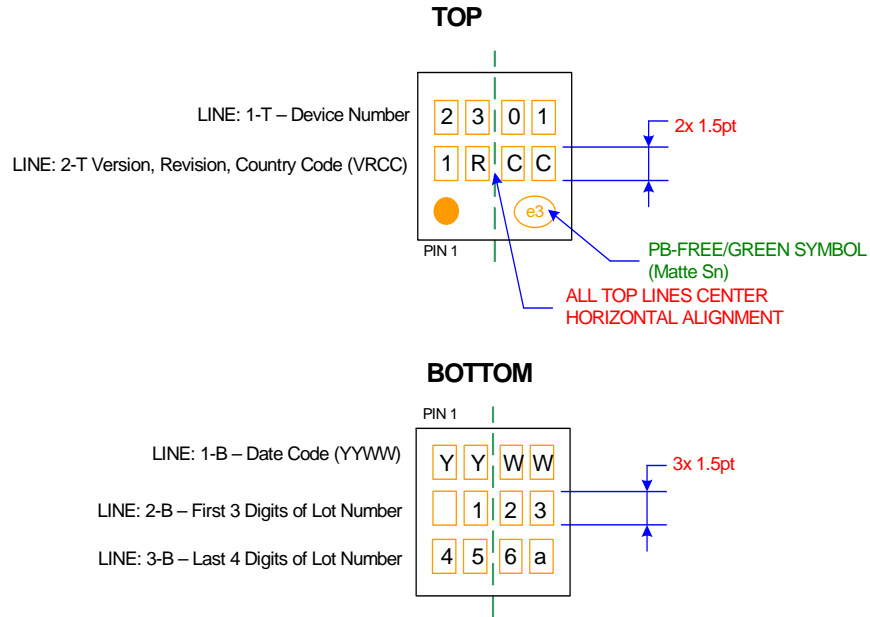 TOP
LINE: 1-T – Device Number
2 3 0 1
2x 1.5pt
LINE: 2-T Version, Revision, Country Code (VRCC)
1 R C C
e3
PIN 1
PB-FREE/GREEN SYMBOL
(Matte Sn)
ALL TOP LINES CENTER
HORIZONTAL ALIGNMENT
BOTTOM
PIN 1
LINE: 1-B – Date Code (YYWW)
Y Y W W
3x 1.5pt
LINE: 2-B – First 3 Digits of Lot Number
1 2 3
LINE: 3-B – Last 4 Digits of Lot Number
4 5 6 a